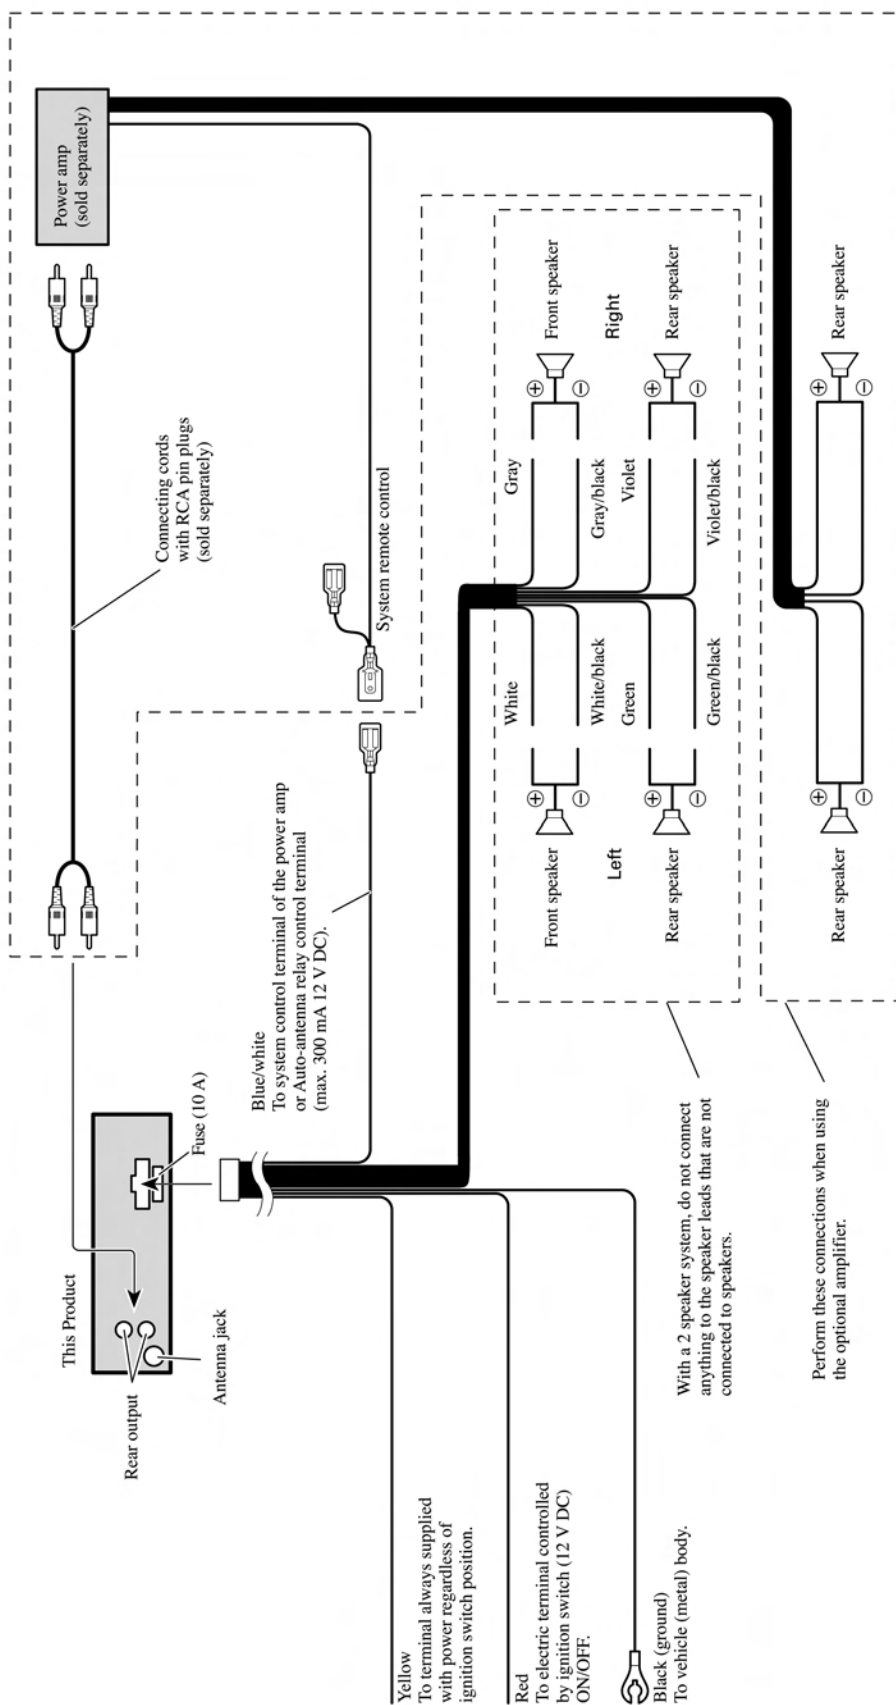 This Product
Rear output
Antenna jack
Fuse (10 A)
Connecting cords
with RCA pin plugs
(sold separately)
Power amp
(sold separately)
Yellow
To terminal always supplied
with power regardless of
ignition switch position.
Blue/white
To system control terminal of the power amp
or Auto-antenna relay control terminal
(max. 300 mA 12 V DC).
System remote control
Red
To electric terminal controlled
by ignition switch (12 V DC)
ON/OFF.
Black (ground)
To vehicle (metal) body.
White
Gray
Front speaker
⊕
⊕
Front speaker
⊖
⊖
White/black
Gray/black
Left
Right
Green
Violet
Rear speaker
⊕
⊕
Rear speaker
⊖
⊖
Green/black
Violet/black
With a 2 speaker system, do not connect
anything to the speaker leads that are not
connected to speakers.
Perform these connections when using
the optional amplifier.
Rear speaker
⊕
⊕
Rear speaker
⊖
⊖